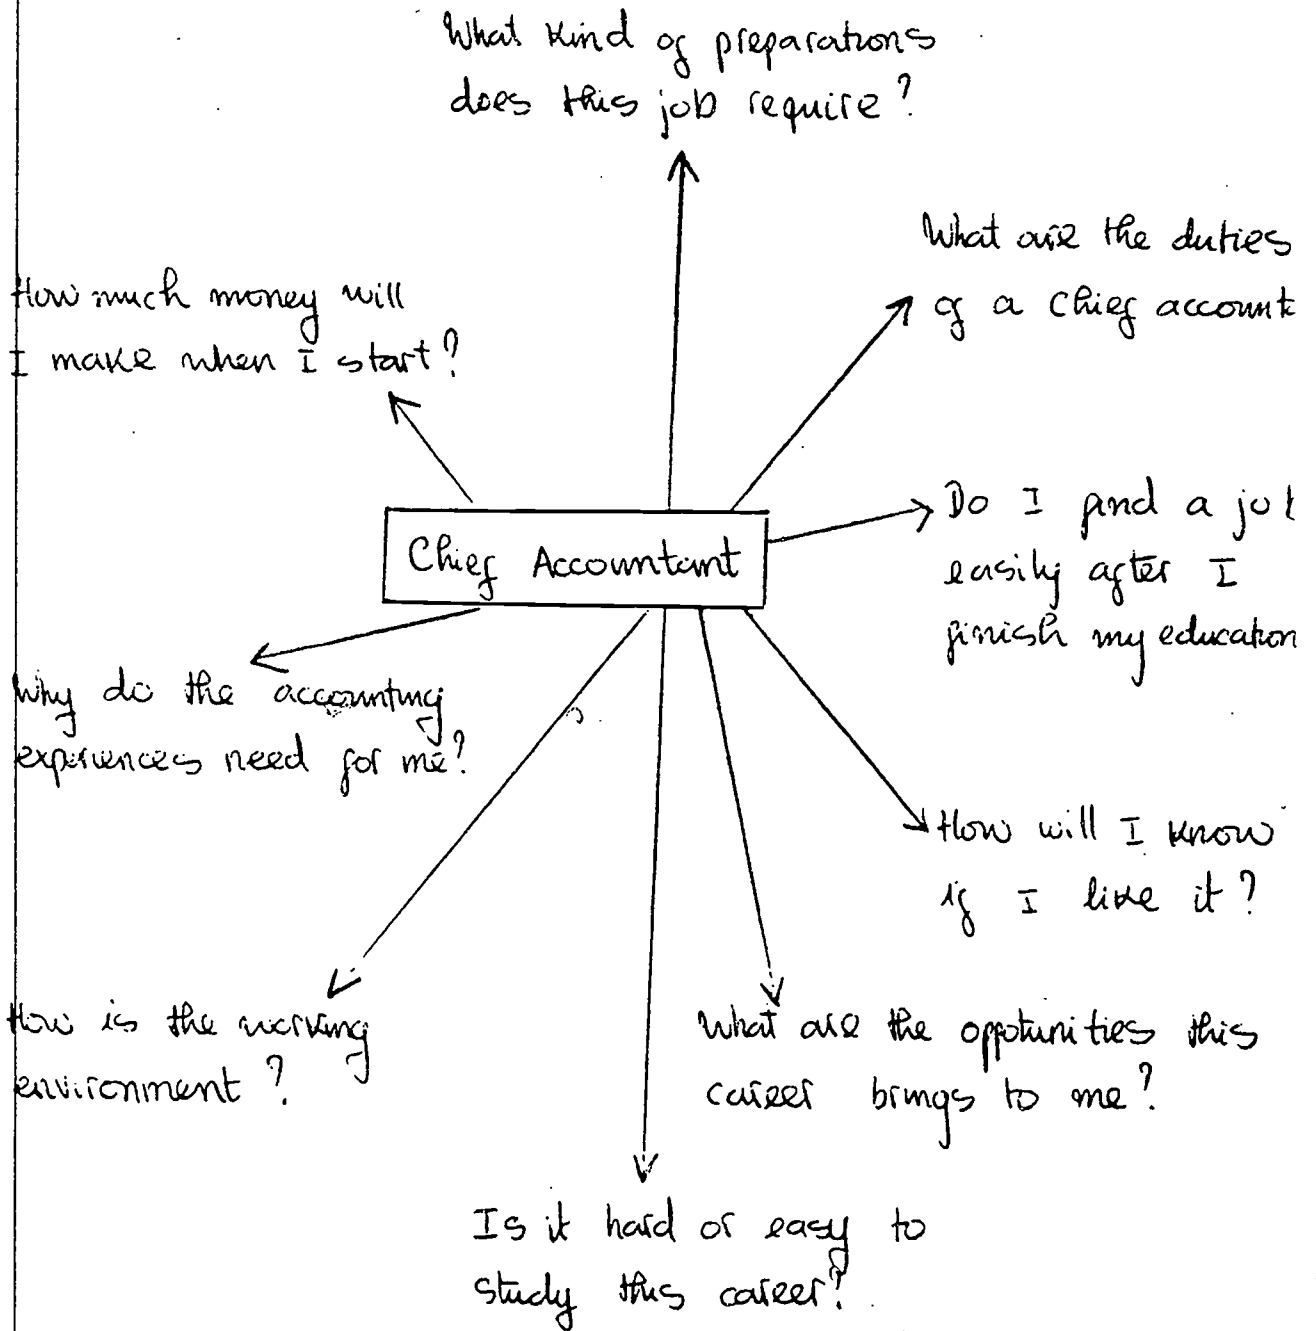 What kind of preparations
does this job require?
What are the duties
of a Chief account
How much money will
I make when I start?
Do I find a jo
easily after I
finish my education
Chief Accountant
Why do the accounting
experiences need for me?
How will I know
if I like it?
How is the working
environment?
What are the oppotunities this
career brings to me?
Is it hard or easy to
study this career?